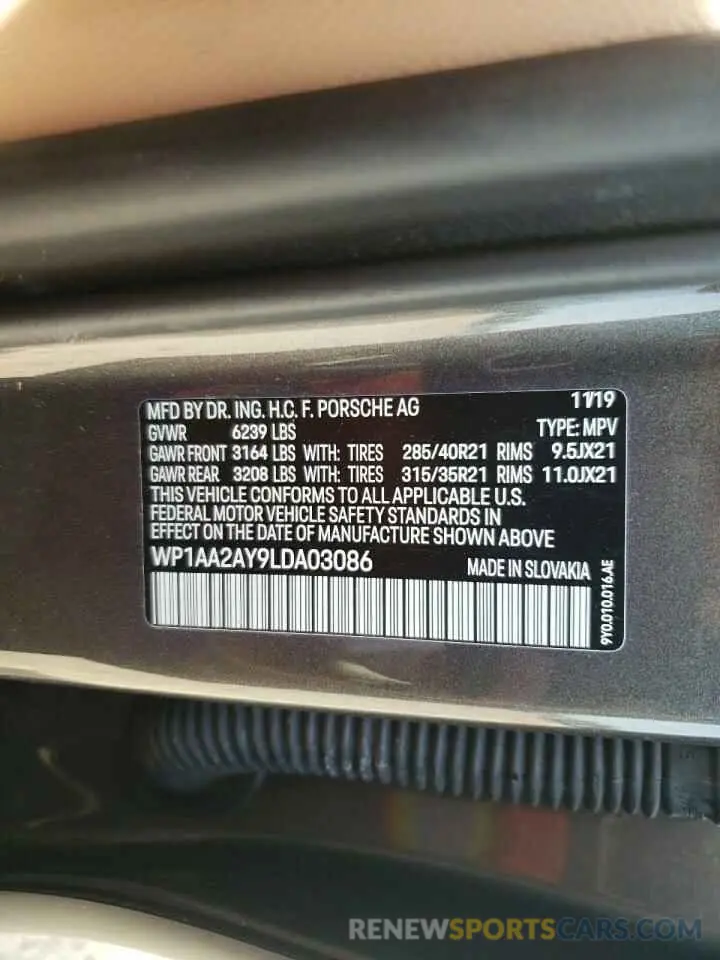 MFD BY DR. ING. H.C. F. PORSCHE AG 11/19
GVWR 6239 LBS TYPE: MPV
GAWR FRONT 3164 LBS WITH: TIRES 285/40R21 RIMS 9.5JX21
GAWR REAR 3208 LBS WITH: TIRES 315/35R21 RIMS 11.0JX21
THIS VEHICLE CONFORMS TO ALL APPLICABLE U.S.
FEDERAL MOTOR VEHICLE SAFETY STANDARDS IN
EFFECT ON THE DATE OF MANUFACTURE SHOWN ABOVE
WP1AA2AY9LDA03086 MADE IN SLOVAKIA
9Y0.010.016.AE
RENEWSPORTSCARS.COM